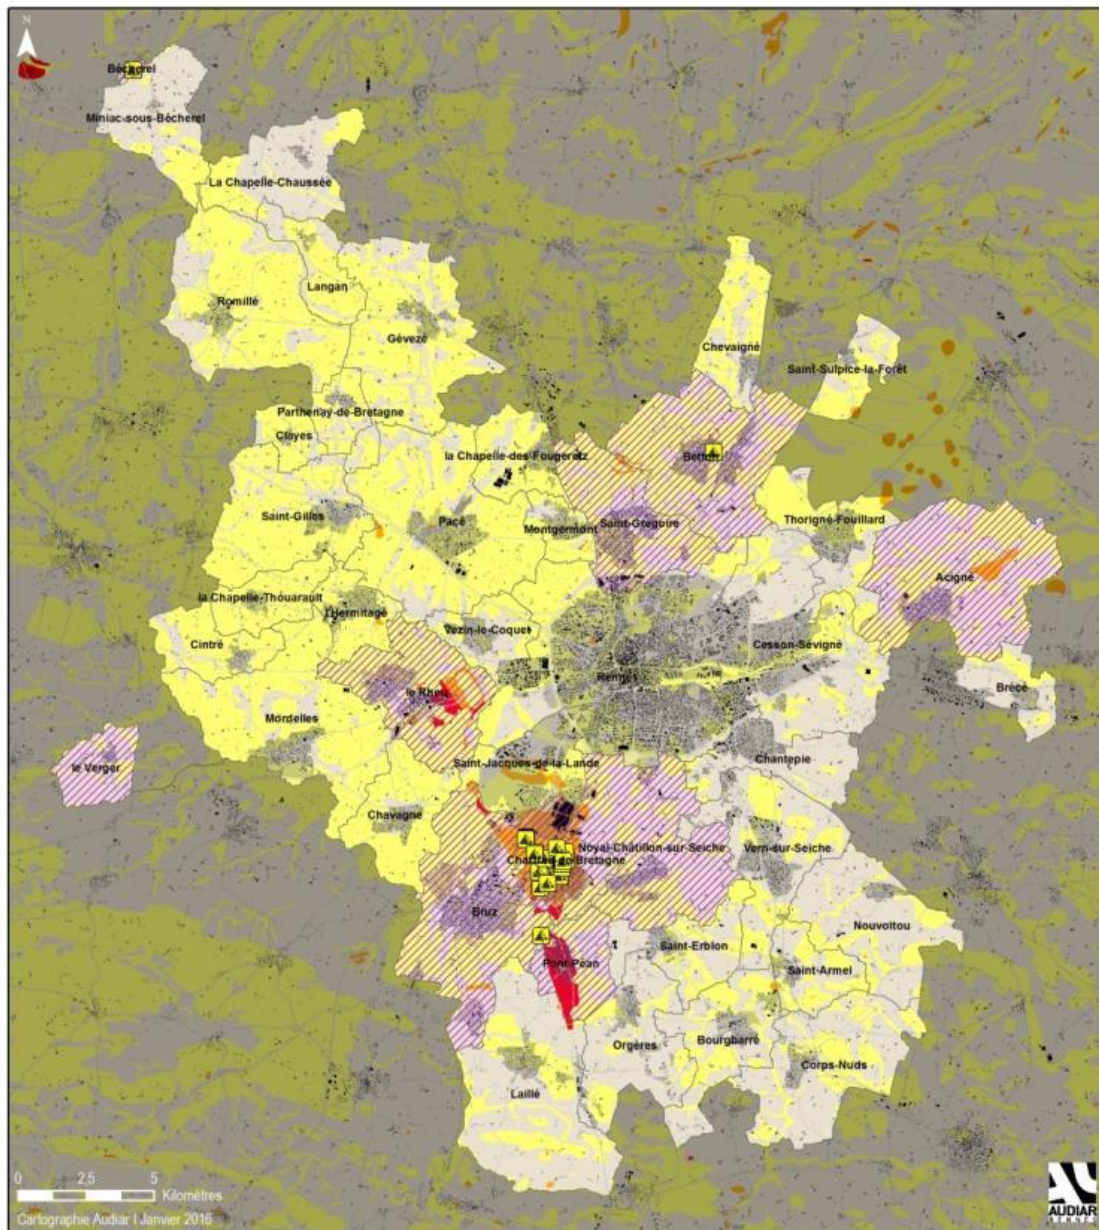 N
Bécherel
Miniac-sous-Bécherel
La Chapelle-Chaussée
Langan
Romillé
Gévezé
Chevaigné
Saint-Sulpice-la-Forêt
Parthenay-de-Bretagne
Clayes
la Chapelle-des-Fougeretz
Betton
Saint-Gilles
Pacé
Montgermont
Saint-Grégoire
Thorigné-Fouillard
Acigné
la Chapelle-Thouarault
l'Hermitage
Vezin-le-Coquet
Cintré
Cesson-Sévigné
Rennes
le Rheu
Brécé
Mordelles
Saint-Jacques-de-la-Lande
Chantepie
le Verger
Chavagne
Noyal-Châtillon-sur-Seiche
Vern-sur-Seiche
Chartres-de-Bretagne
Bruz
Nouvoitou
Saint-Erblon
Pont-Péan
Saint-Armel
Orgères
Bourgbarré
Corps-Nuds
Laillé
0 2,5 5
Kilomètres
Cartographie Audiar | Janvier 2016
AUDIAR
RENNES